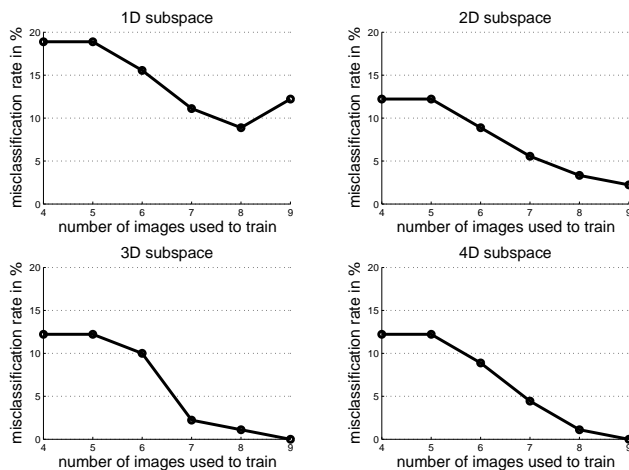 1D subspace
misclassification rate in %
20
15
10
5
0
4 5 6 7 8 9
number of images used to train
2D subspace
misclassification rate in %
20
15
10
5
0
4 5 6 7 8 9
number of images used to train
3D subspace
misclassification rate in %
20
15
10
5
0
4 5 6 7 8 9
number of images used to train
4D subspace
misclassification rate in %
20
15
10
5
0
4 5 6 7 8 9
number of images used to train